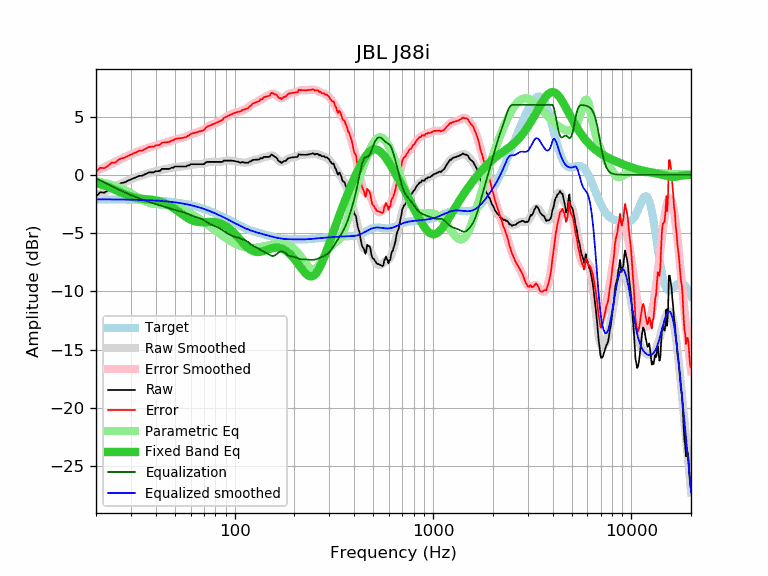 JBL J88i
Amplitude (dBr)
5
0
−5
−10
−15
−20
−25
Target
Raw Smoothed
Error Smoothed
Raw
Error
Parametric Eq
Fixed Band Eq
Equalization
Equalized smoothed
100 1000 10000
Frequency (Hz)